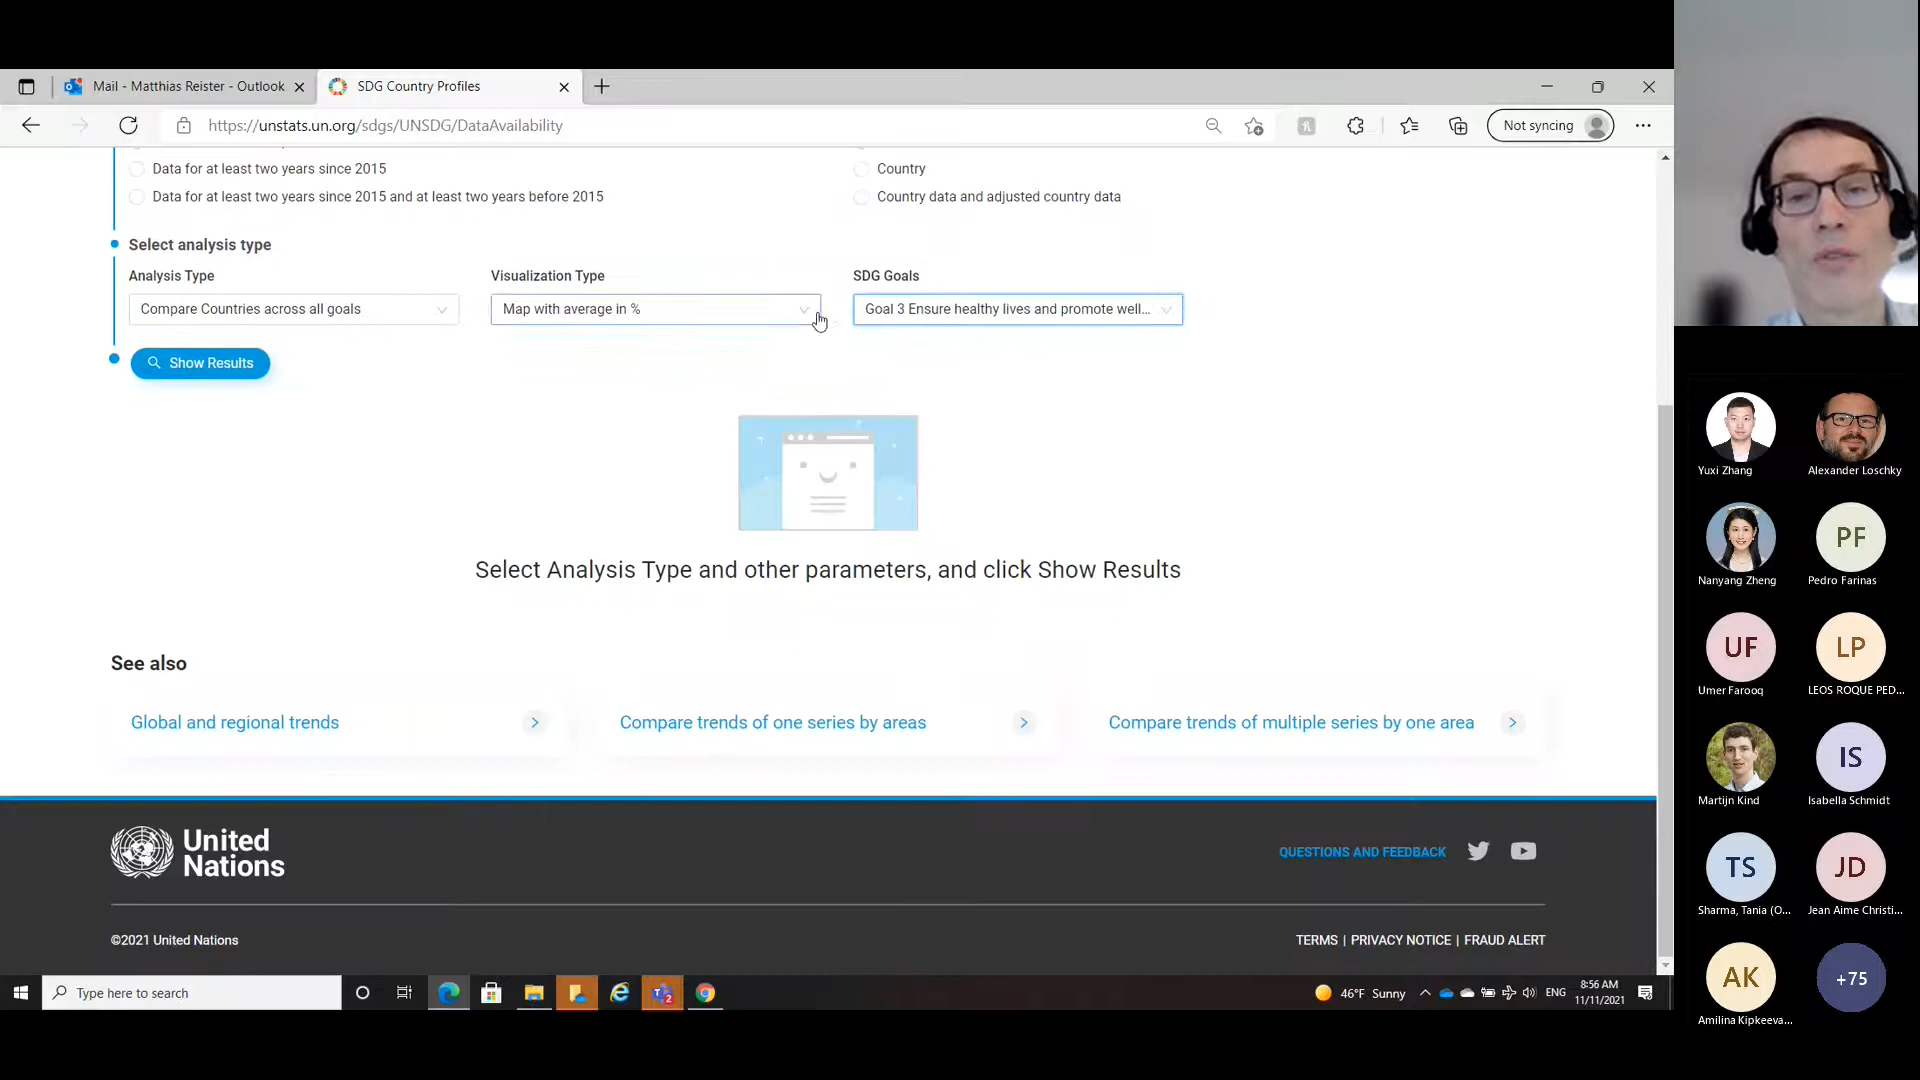 Mail - Matthias Reister - Outlook
SDG Country Profiles
https://unstats.un.org/sdgs/UNSDG/DataAvailability
Not syncing
Data for at least two years since 2015
Country
Data for at least two years since 2015 and at least two years before 2015
Country data and adjusted country data
Select analysis type
Analysis Type
Visualization Type
SDG Goals
Compare Countries across all goals
Map with average in %
Goal 3 Ensure healthy lives and promote well...
Show Results
Select Analysis Type and other parameters, and click Show Results
See also
Global and regional trends
Compare trends of one series by areas
Compare trends of multiple series by one area
United
Nations
QUESTIONS AND FEEDBACK
©2021 United Nations
TERMS | PRIVACY NOTICE | FRAUD ALERT
Type here to search
2
46°F Sunny
ENG
8:56 AM
11/11/2021
Yuxi Zhang
Alexander Loschky
Nanyang Zheng
PF
Pedro Farinas
UF
Umer Farooq
LP
LEOS ROQUE PED...
Martijn Kind
IS
Isabella Schmidt
TS
Sharma, Tania (O...
JD
Jean Aime Christi...
AK
Amilina Kipkeeva...
+75